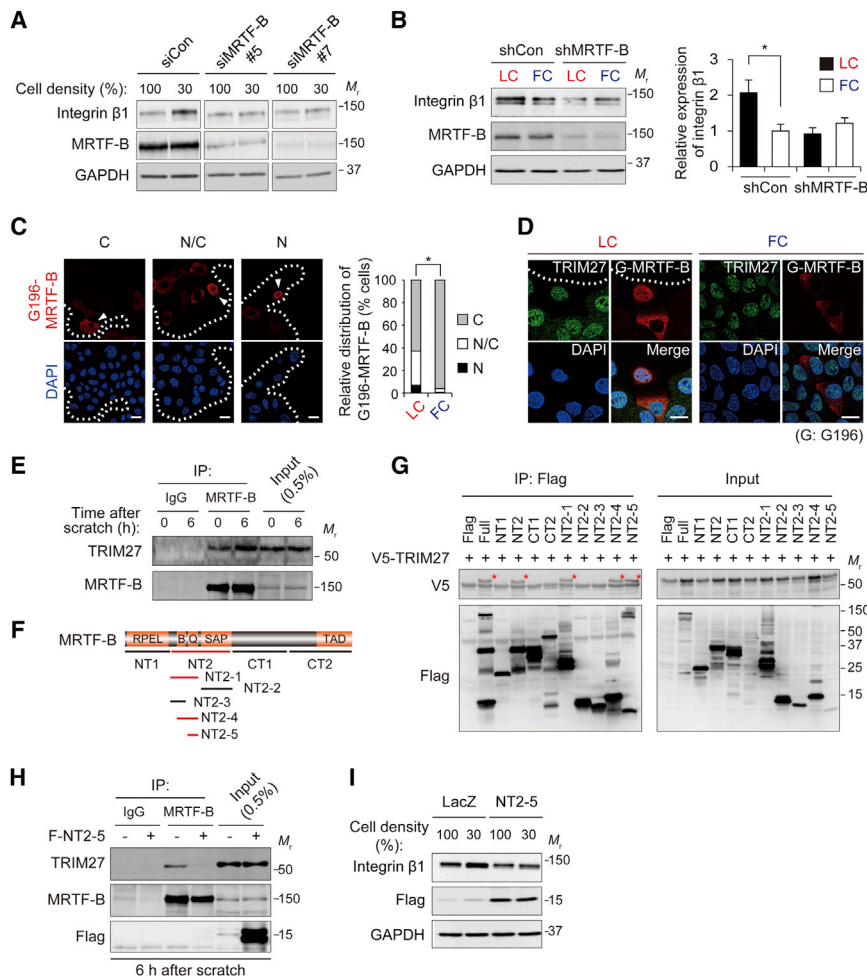 A
siCon
siMRTF-B #5
siMRTF-B #7
Cell density (%): 100 30 100 30 100 30 Mr
Integrin β1 -150
MRTF-B -150
GAPDH - 37
B
shCon shMRTF-B
LC FC LC FC Mr
Integrin β1 -150
MRTF-B -150
GAPDH - 37
Relative expression of integrin β1
3
2
1
0
*
LC
FC
shCon shMRTF-B
C
C N/C N
G196-MRTF-B
DAPI
Relative distribution of G196-MRTF-B (% cells)
100
80
60
40
20
0
*
C
N/C
N
LC FC
D
LC FC
TRIM27 G-MRTF-B TRIM27 G-MRTF-B
DAPI Merge DAPI Merge
(G: G196)
E
IP:
IgG MRTF-B Input (0.5%)
Time after scratch (h): 0 6 0 6 0 6 Mr
TRIM27 - 50
MRTF-B -150
F
MRTF-B RPEL B Q SAP TAD
NT1 NT2 CT1 CT2
NT2-1
NT2-2
NT2-3
NT2-4
NT2-5
G
IP: Flag Input
Flag Full NT1 NT2 CT1 CT2 NT2-1 NT2-2 NT2-3 NT2-4 NT2-5 Flag Full NT1 NT2 CT1 CT2 NT2-1 NT2-2 NT2-3 NT2-4 NT2-5
V5-TRIM27 + + + + + + + + + + + + + + + + + + + + + + Mr
V5 * * * * * - 50
Flag
150
50
37
25
- 15
H
IP:
IgG MRTF-B Input (0.5%)
F-NT2-5 - + - + - + Mr
TRIM27 - 50
MRTF-B -150
Flag - 15
6 h after scratch
I
LacZ NT2-5
Cell density (%): 100 30 100 30 Mr
Integrin β1 -150
Flag -15
GAPDH -37